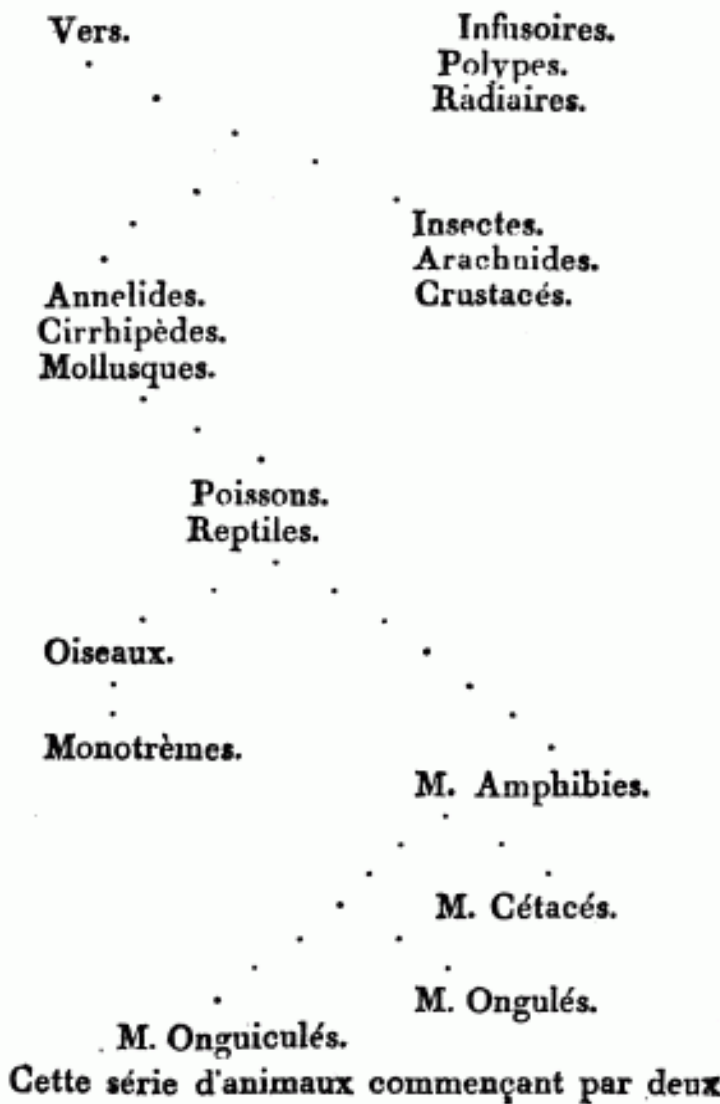 Vers.
Infusoires.
Polypes.
Radiaires.
Insectes.
Arachnides.
Crustacés.
Annelides.
Cirrhipèdes.
Mollusques.
Poissons.
Reptiles.
Oiseaux.
Monotrèmes.
M. Amphibies.
M. Cétacés.
M. Ongulés.
M. Onguiculés.
Cette série d'animaux commençant par deux